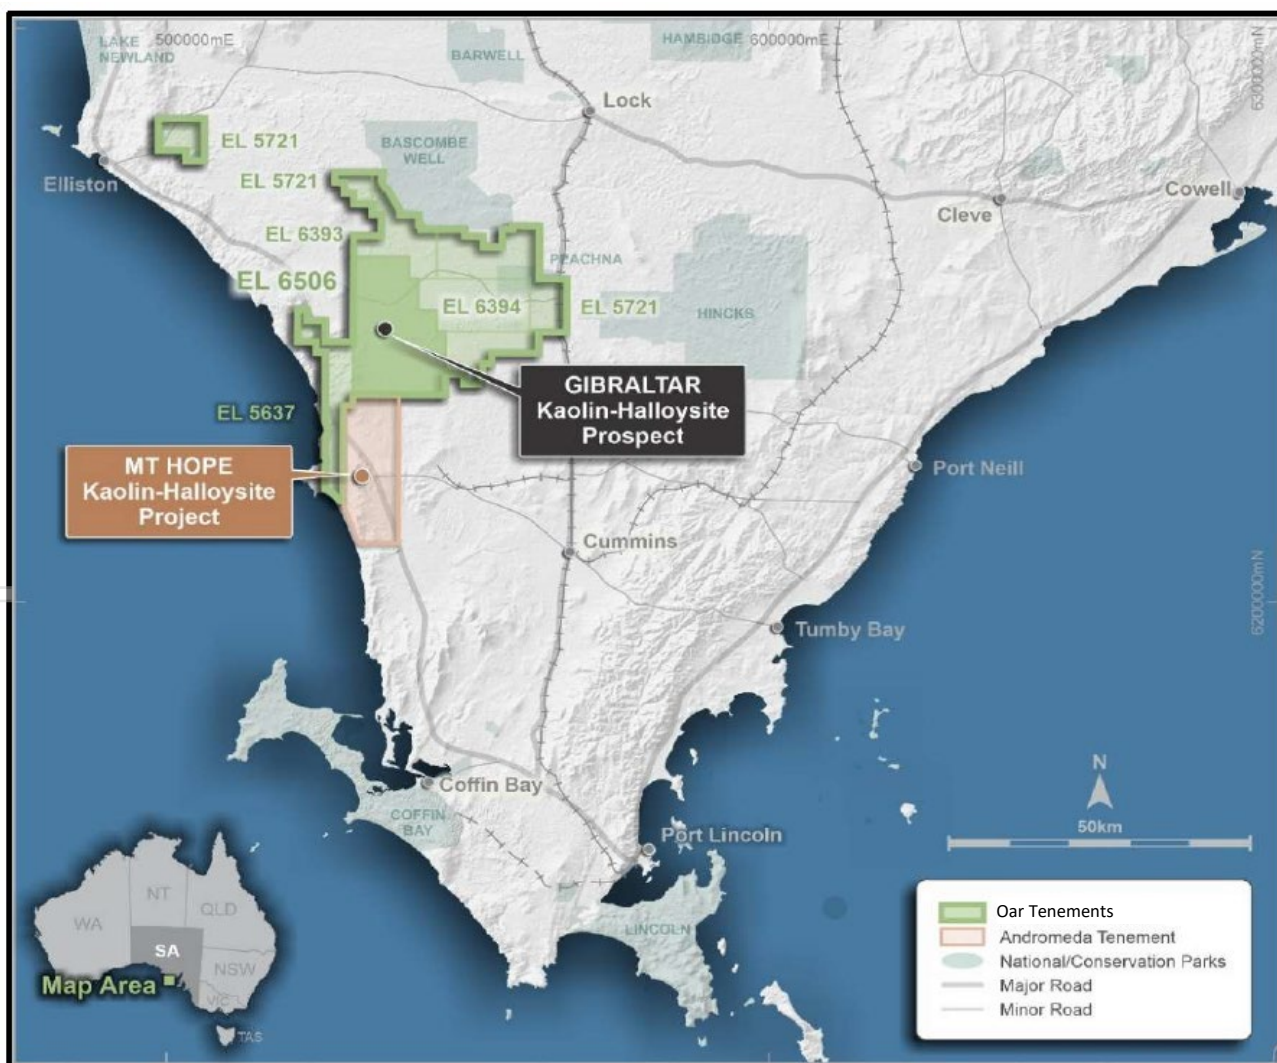 LAKE
NEWLAND
500000mE
BARWELL
HAMBIDGE
600000mE
6300000mN
Lock
EL 5721
BASCOMBE
WELL
Elliston
EL 5721
Cowell
Cleve
EL 6393
PEACHNA
EL 6506
EL 6394
EL 5721
HINCKS
GIBRALTAR
Kaolin-Halloysite
Prospect
EL 5637
MT HOPE
Kaolin-Halloysite
Project
Port Neill
Cummins
6200000mN
Tumby Bay
Coffin Bay
COFFIN
BAY
Port Lincoln
LINCOLN
N
50km
WA
NT
QLD
SA
NSW
VIC
TAS
Map Area
Oar Tenements
Andromeda Tenement
National/Conservation Parks
Major Road
Minor Road